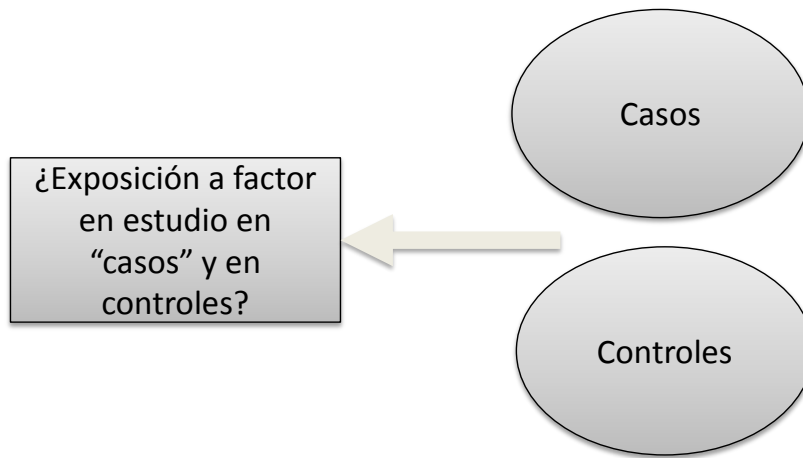 Casos
¿Exposición a factor
en estudio en
“casos” y en
controles?
Controles